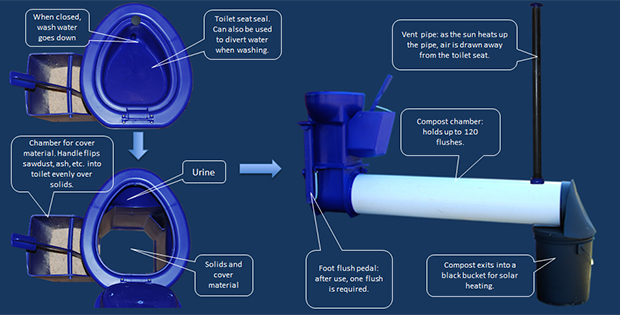 When closed,
wash water
goes down
Toilet seat seal.
Can also be used
to divert water
when washing.
Chamber for cover
material. Handle flips
sawdust, ash, etc. into
toilet evenly over
solids.
Urine
Solids and
cover
material
Vent pipe: as the sun heats up
the pipe, air is drawn away
from the toilet seat.
Compost chamber:
holds up to 120
flushes.
Foot flush pedal:
after use, one flush
is required.
Compost exits into a
black bucket for solar
heating.